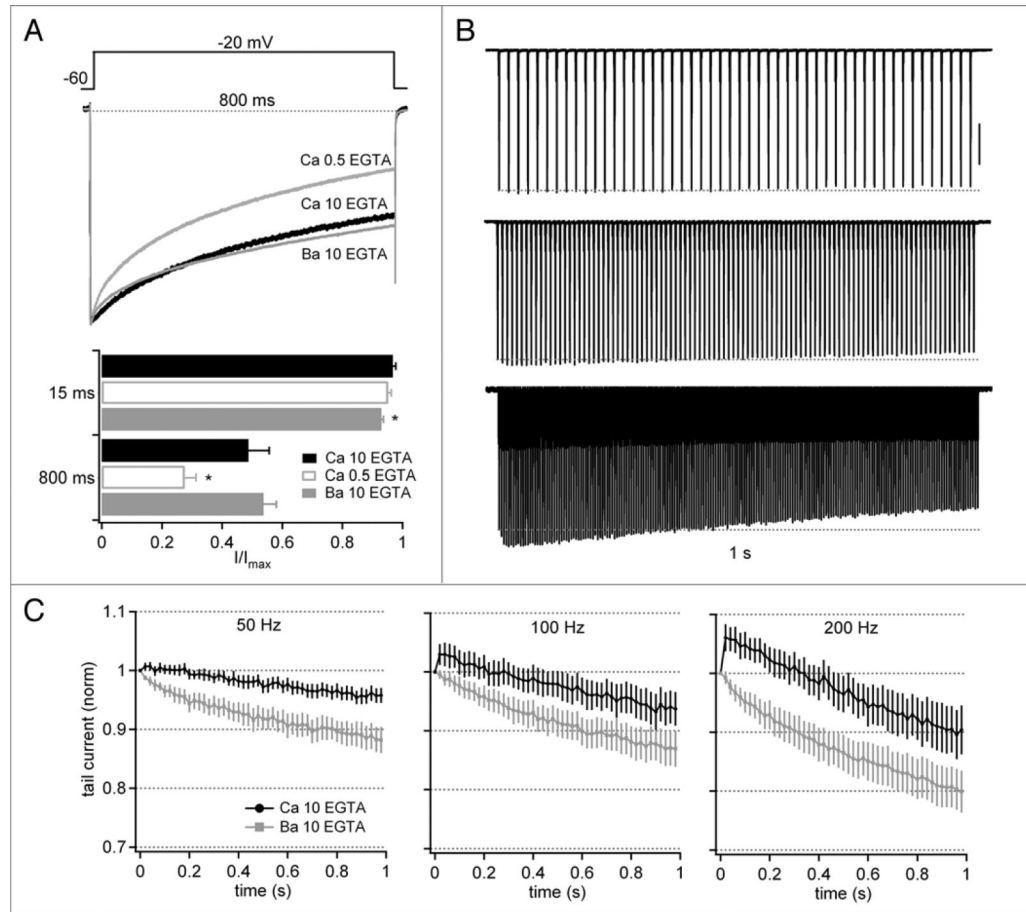 A
-20 mV
-60
800 ms
Ca 0.5 EGTA
Ca 10 EGTA
Ba 10 EGTA
15 ms
*
800 ms
*
Ca 10 EGTA
Ca 0.5 EGTA
Ba 10 EGTA
0 0.2 0.4 0.6 0.8 1
I/Imax
B
1 s
C
tail current (norm)
1.1
1
0.9
0.8
0.7
50 Hz
Ca 10 EGTA
Ba 10 EGTA
0 0.2 0.4 0.6 0.8 1
time (s)
100 Hz
0 0.2 0.4 0.6 0.8 1
time (s)
200 Hz
0 0.2 0.4 0.6 0.8 1
time (s)